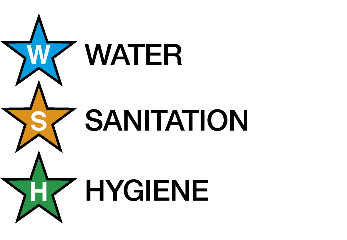 W WATER
S SANITATION
H HYGIENE